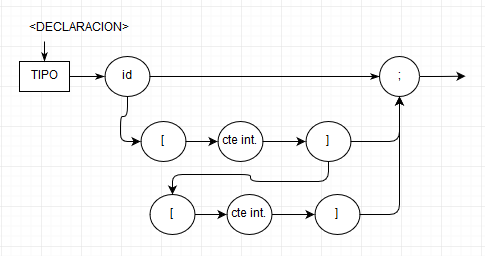 <DECLARACION>
TIPO id ;
[ cte int. ]
[ cte int. ]